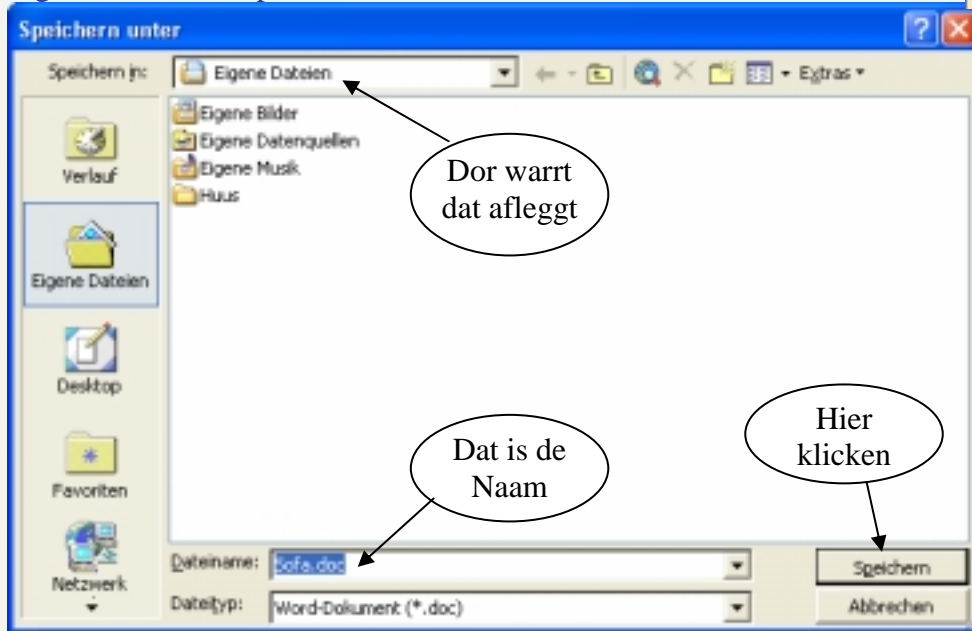 Speichern unter
Speichern in: Eigene Dateien Extras
Eigene Bilder
Eigene Datenquellen
Eigene Musik
Huus
Verlauf
Eigene Dateien
Desktop
Favoriten
Netzwerk
Dor warrt
dat afleggt
Dat is de
Naam
Hier
klicken
Dateiname: Sofa.doc Speichern
Dateityp: Word-Dokument (*.doc) Abbrechen